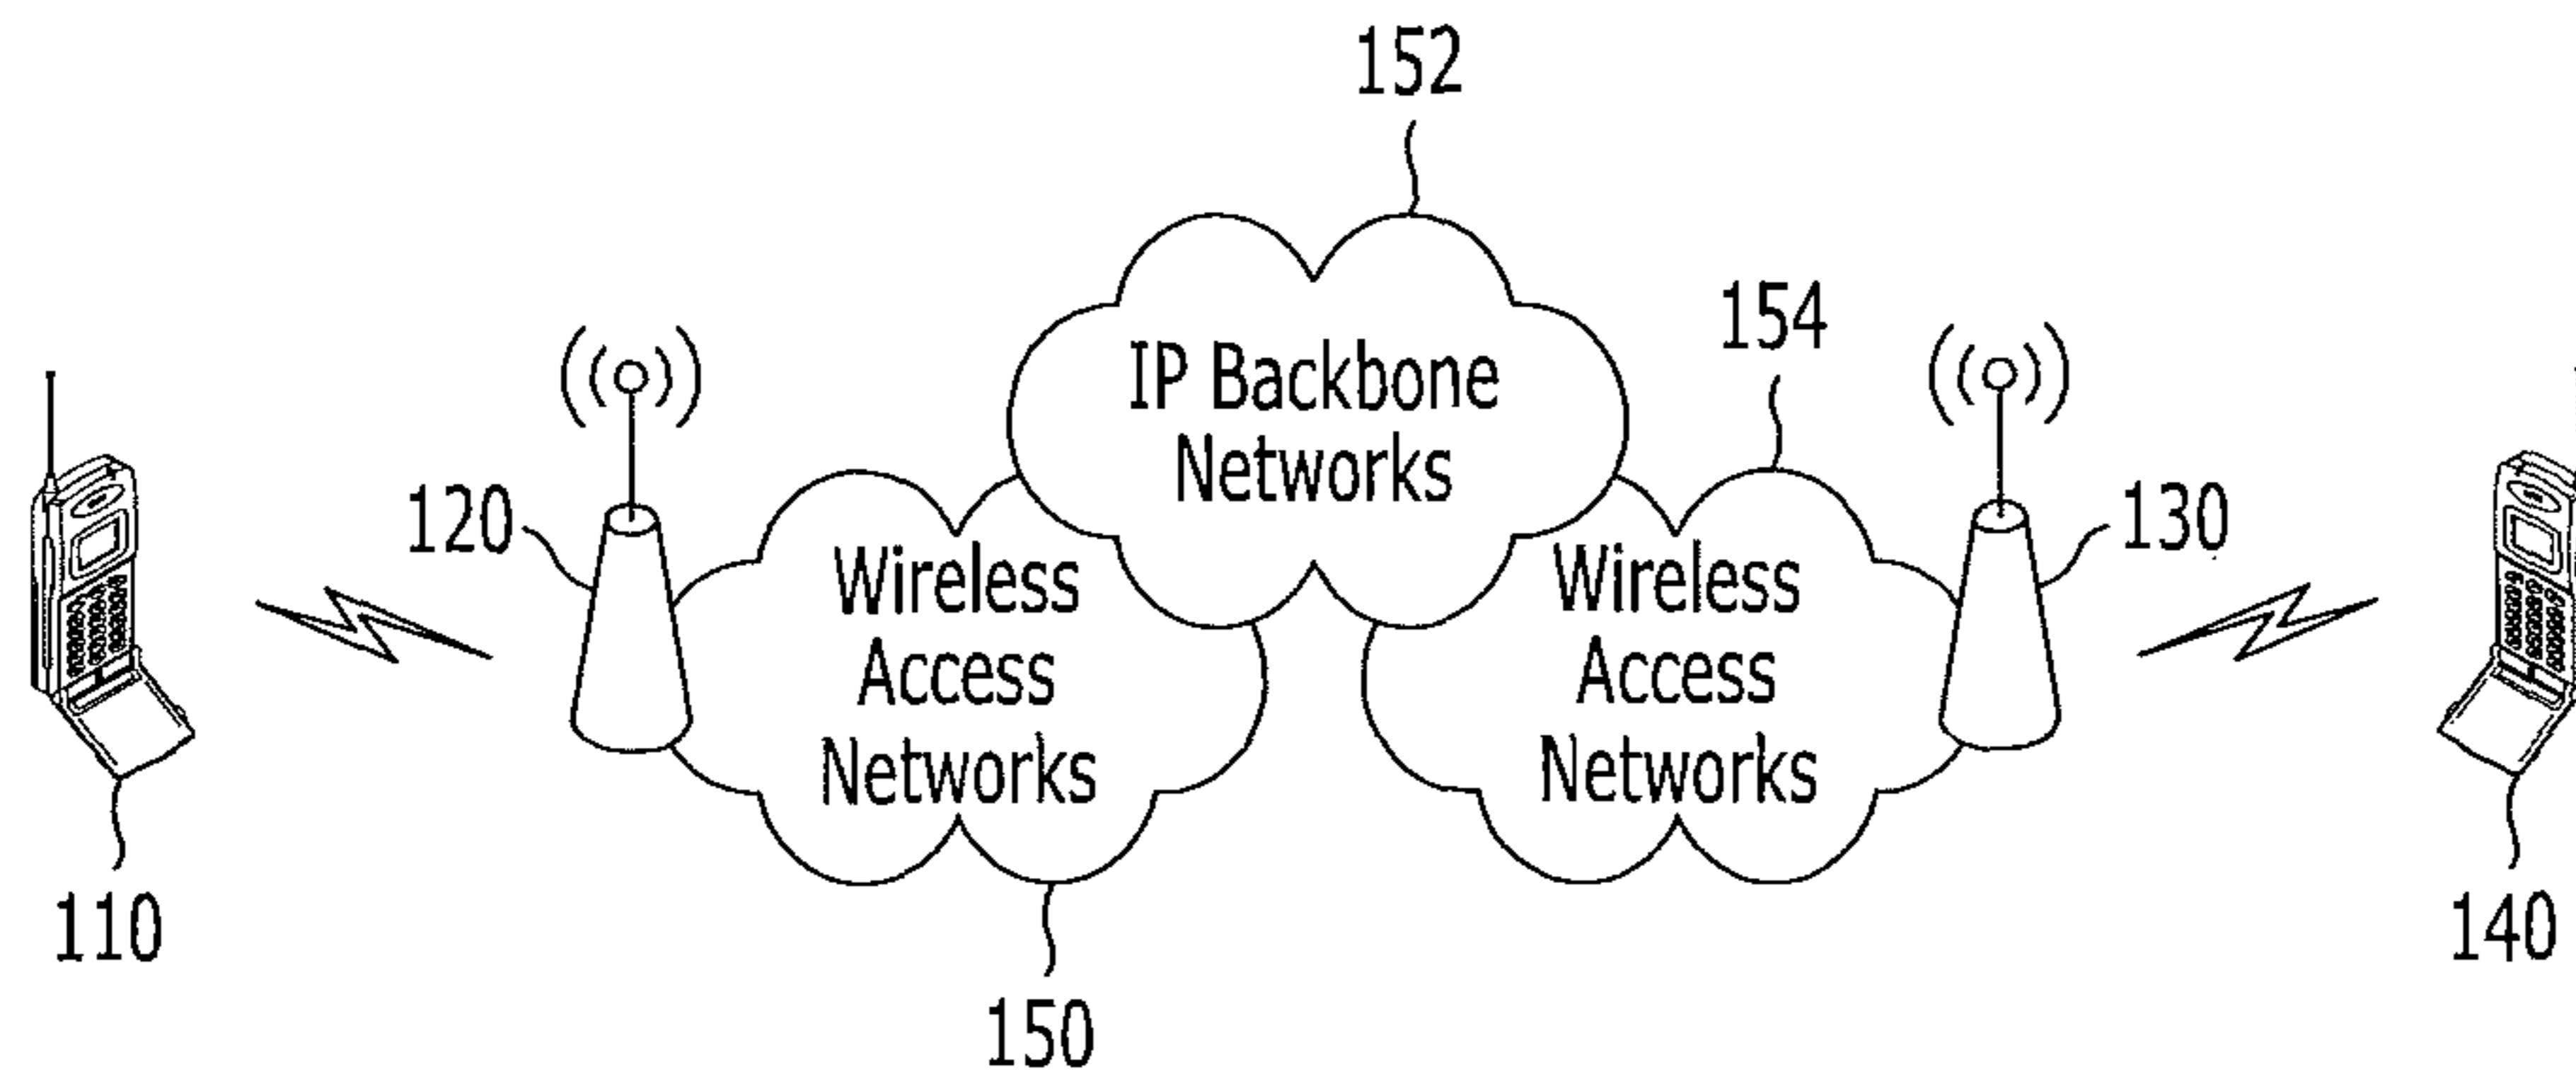 152
154
IP Backbone
Networks
120
130
Wireless
Access
Networks
Wireless
Access
Networks
110
140
150